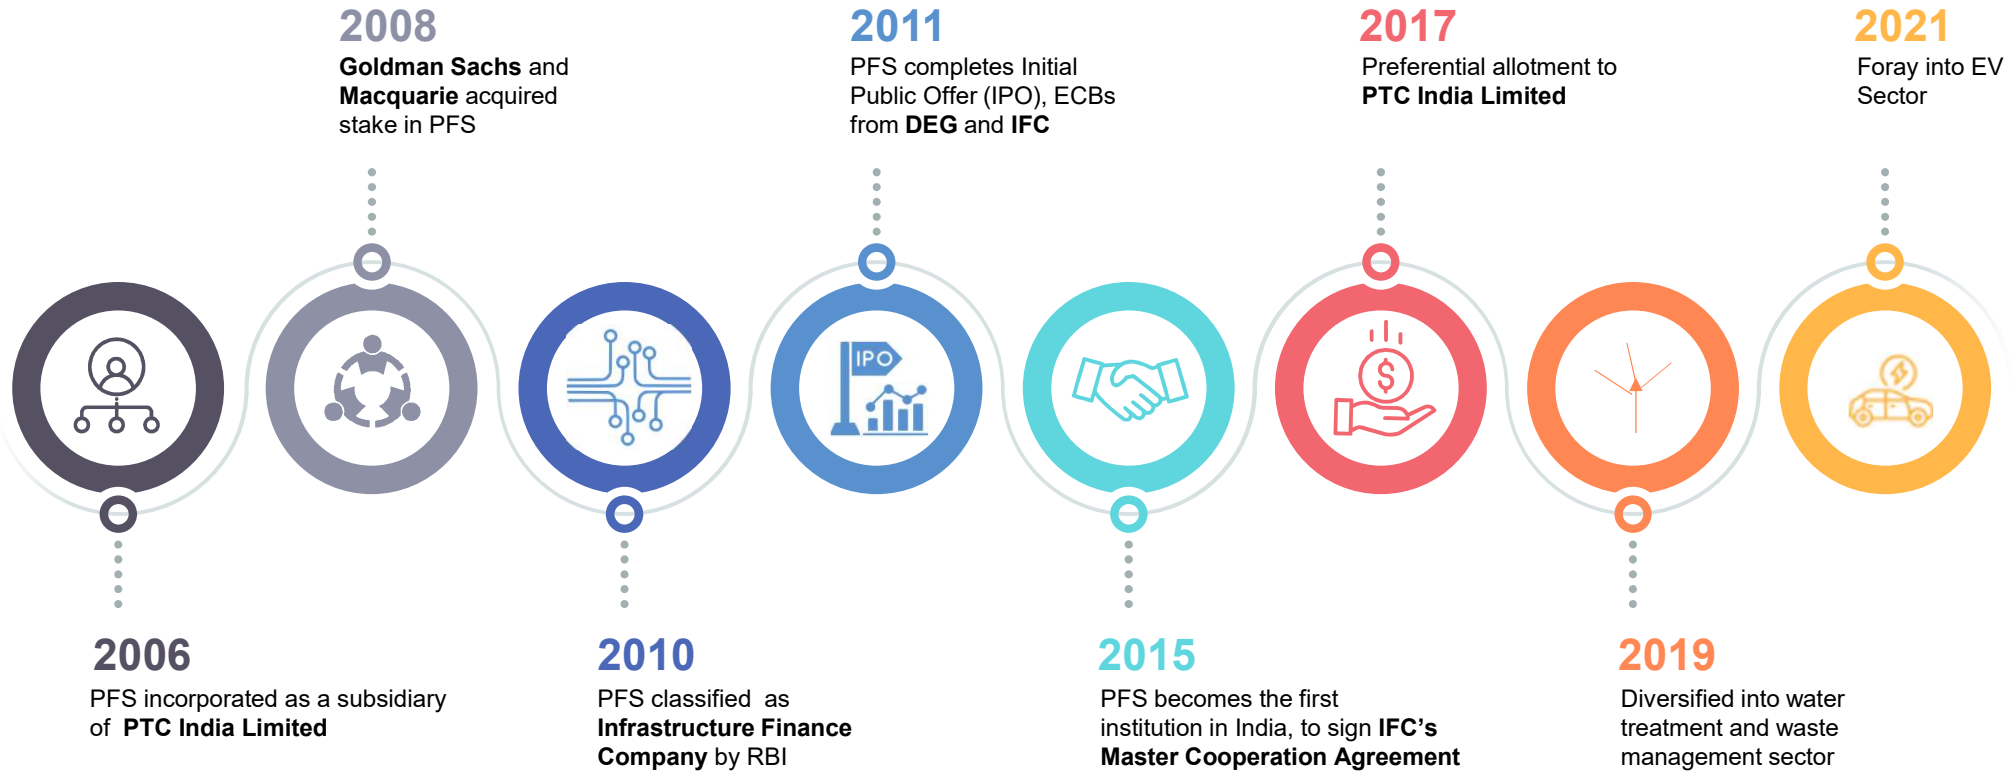 2008
Goldman Sachs and
Macquarie acquired
stake in PFS
2011
PFS completes Initial
Public Offer (IPO), ECBs
from DEG and IFC
2017
Preferential allotment to
PTC India Limited
2021
Foray into EV
Sector
IPO
$
2006
PFS incorporated as a subsidiary
of PTC India Limited
2010
PFS classified as
Infrastructure Finance
Company by RBI
2015
PFS becomes the first
institution in India, to sign IFC’s
Master Cooperation Agreement
2019
Diversified into water
treatment and waste
management sector